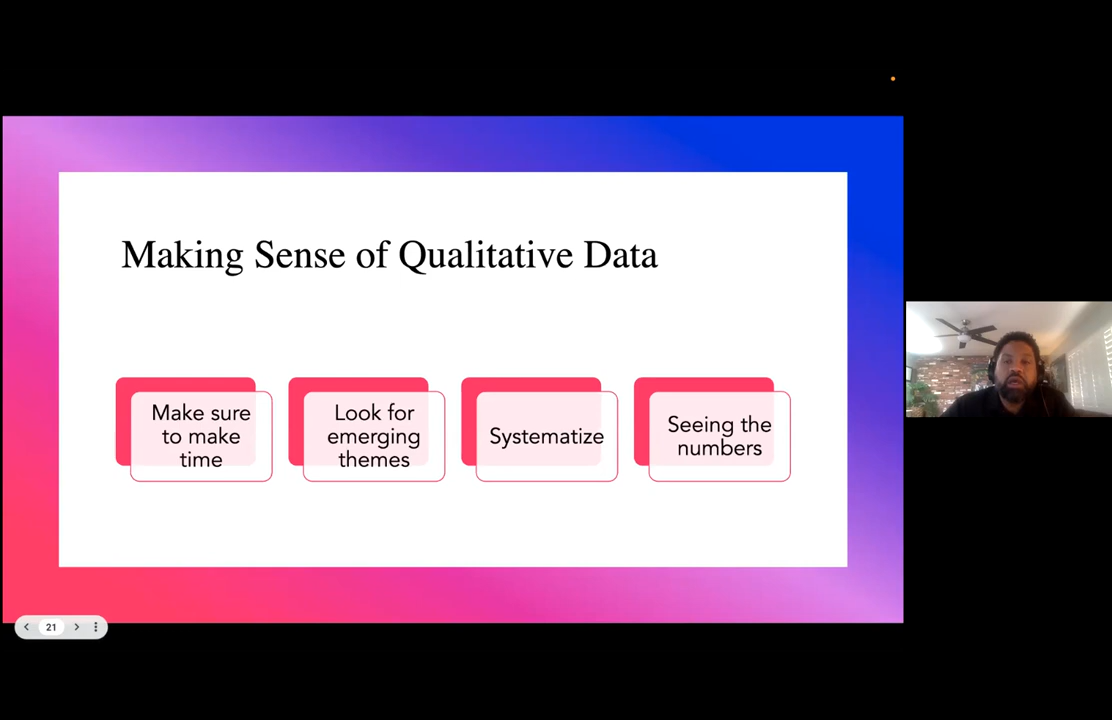 Making Sense of Qualitative Data
Make sure
to make
time
Look for
emerging
themes
Systematize
Seeing the
numbers
21